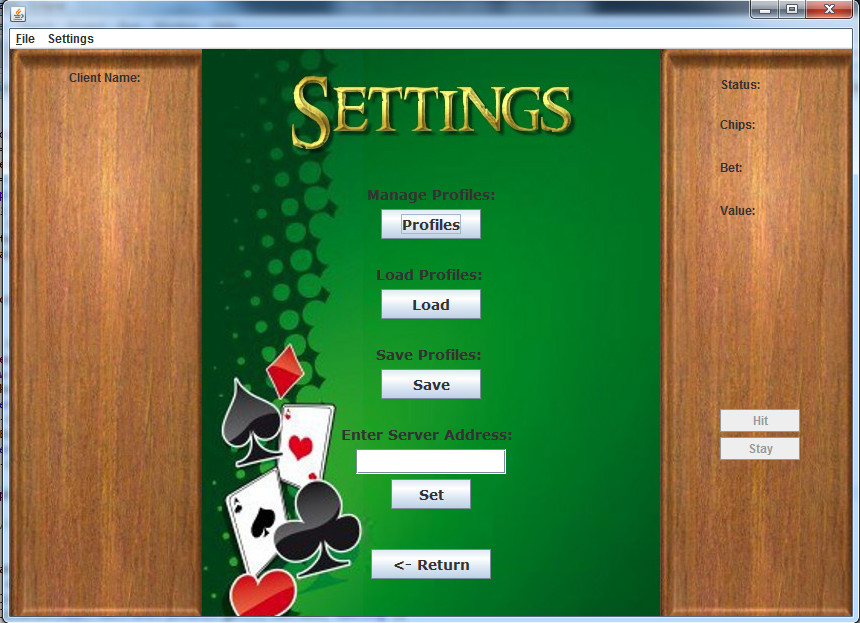 File Settings
Client Name:
SETTINGS
Manage Profiles:
Profiles
Load Profiles:
Load
Save Profiles:
Save
Enter Server Address:
Set
<- Return
Status:
Chips:
Bet:
Value:
Hit
Stay
A
A